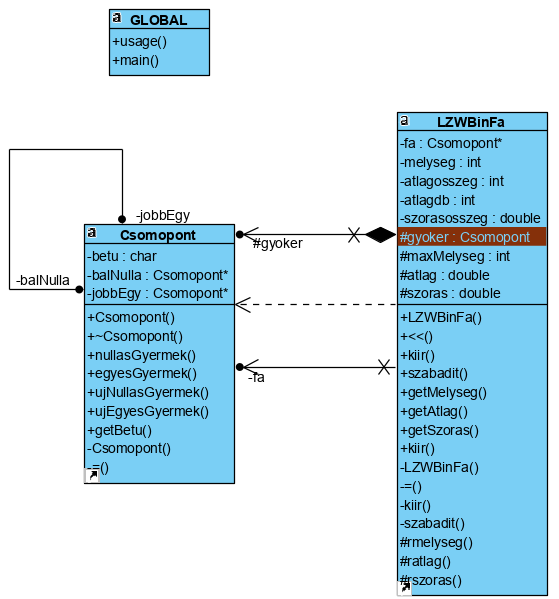 a
GLOBAL
+usage()
+main()
a
LZWBinFa
-fa : Csomopont*
-melyseg : int
-atlagosszeg : int
-atlagdb : int
-szorasosszeg : double
#gyoker : Csomopont
#maxMelyseg : int
#atlag : double
#szoras : double
+LZWBinFa()
+<<()
+kiir()
+szabadit()
+getMelyseg()
+getAtlag()
+getSzoras()
+kiir()
-LZWBinFa()
-=()
-kiir()
-szabadit()
#rmelyseg()
#ratlag()
#rszoras()
-jobbEgy
-balNulla
#gyoker
-fa
a
Csomopont
-betu : char
-balNulla : Csomopont*
-jobbEgy : Csomopont*
+Csomopont()
+~Csomopont()
+nullasGyermek()
+egyesGyermek()
+ujNullasGyermek()
+ujEgyesGyermek()
+getBetu()
-Csomopont()
-=()